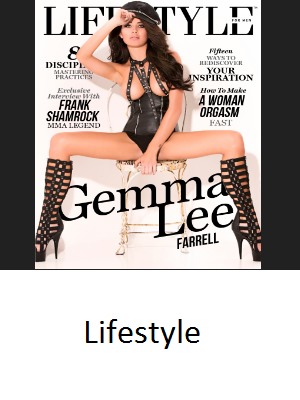 LIFESTYLE
FOR MEN
8
DISCIPL
MASTERING
PRACTICES
Fifteen
WAYS TO
REDISCOVER
YOUR
INSPIRATION
Exclusive
Interview With
FRANK
SHAMROCK
MMA LEGEND
How To Make
A WOMAN
ORGASM
FAST
Gemma
Lee
FARRELL
Lifestyle